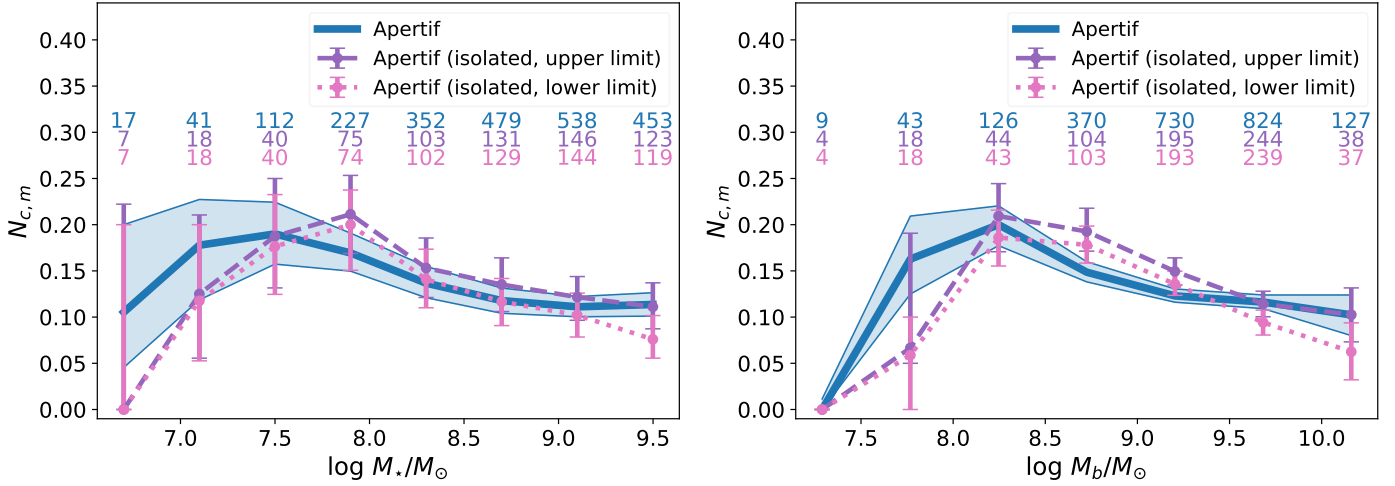 0.40
0.35
0.30
0.25
0.20
0.15
0.10
0.05
0.00
N_{c,m}
Apertif
Apertif (isolated, upper limit)
Apertif (isolated, lower limit)
17 41 112 227 352 479 538 453
7 18 40 75 103 131 146 123
7 18 40 74 102 129 144 119
7.0 7.5 8.0 8.5 9.0 9.5
log M⋆/M⊙
0.40
0.35
0.30
0.25
0.20
0.15
0.10
0.05
0.00
N_{c,m}
Apertif
Apertif (isolated, upper limit)
Apertif (isolated, lower limit)
9 43 126 370 730 824 127
4 18 44 104 195 244 38
4 18 43 103 193 239 37
7.5 8.0 8.5 9.0 9.5 10.0
log M_b/M⊙